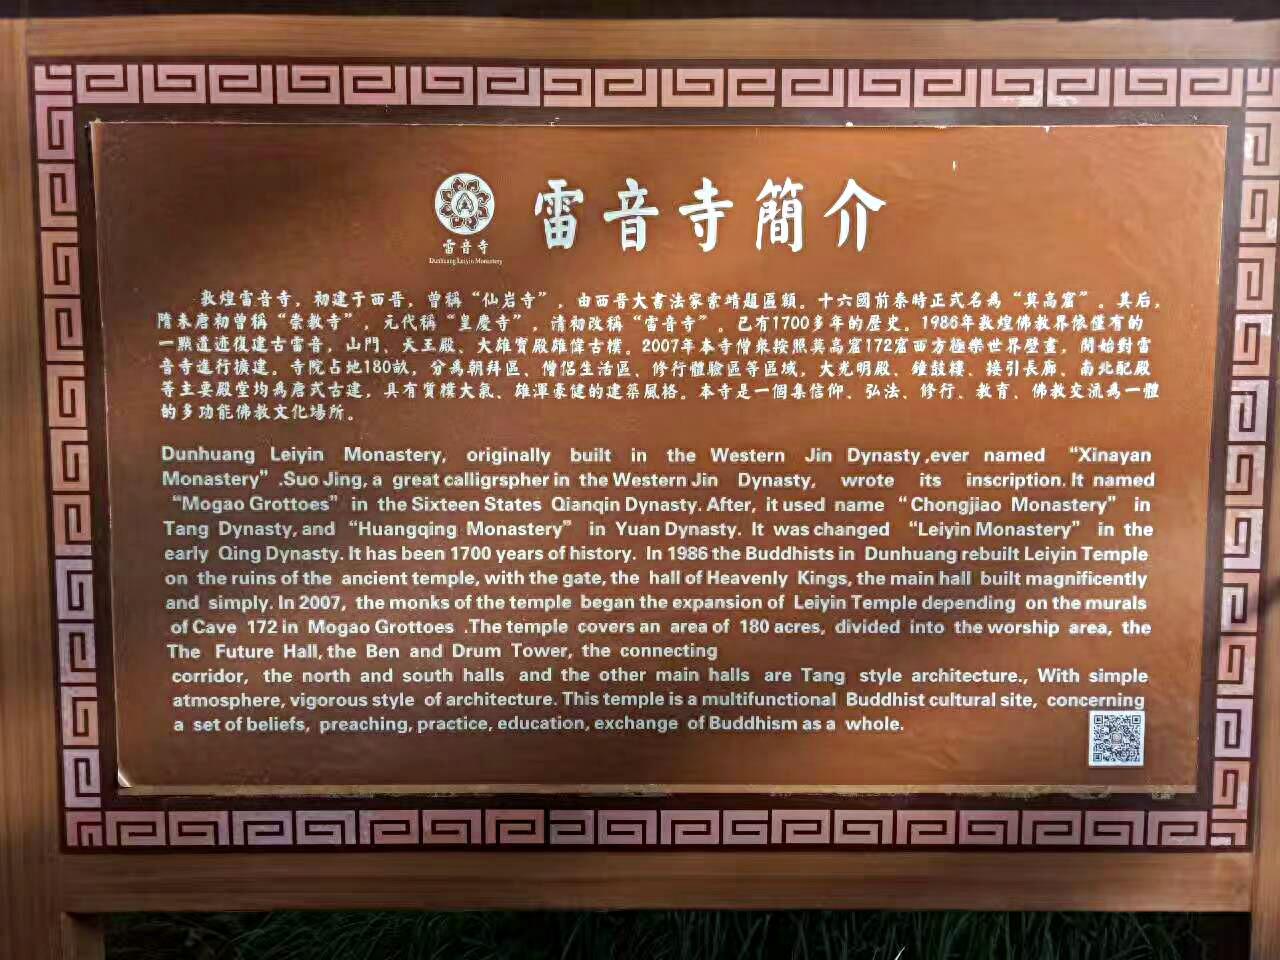 雷音寺簡介
雷音寺
Dunhuang Leiyin Monastery
敦煌雷音寺，初建于西晋，曾稱“仙岩寺”，由西晋大書法家索靖題匾額。十六國前秦時正式名為“莫高窟”。其后，
隋末唐初曾稱“崇教寺”，元代稱“皇慶寺”，清初改稱“雷音寺”。已有1700多年的歷史。1986年敦煌佛教界依僅有的
一點遺迹復建古雷音，山門、天王殿、大雄寶殿雄偉古樸。2007年本寺僧衆按照莫高窟172窟西方極樂世界壁畫，開始對雷
音寺進行擴建。寺院占地180畝，分為朝拜區、僧侣生活區、修行體驗區等區域，大光明殿、鐘鼓樓、接引長廊、南北配殿
等主要殿堂均為唐式古建，具有質樸大氣、雄渾豪健的建築風格。本寺是一個集信仰、弘法、修行、教育、佛教交流為一體
的多功能佛教文化場所。
Dunhuang Leiyin Monastery, originally built in the Western Jin Dynasty ,ever named “Xinayan
Monastery” .Suo Jing, a great calligrspher in the Western Jin Dynasty, wrote its inscription. It named
“Mogao Grottoes” in the Sixteen States Qianqin Dynasty. After, it used name “Chongjiao Monastery” in
Tang Dynasty, and “Huangqing Monastery” in Yuan Dynasty. It was changed “Leiyin Monastery” in the
early Qing Dynasty. It has been 1700 years of history. In 1986 the Buddhists in Dunhuang rebuilt Leiyin Temple
on the ruins of the ancient temple, with the gate, the hall of Heavenly Kings, the main hall built magnificently
and simply. In 2007, the monks of the temple began the expansion of Leiyin Temple depending on the murals
of Cave 172 in Mogao Grottoes .The temple covers an area of 180 acres, divided into the worship area, the
The Future Hall, the Ben and Drum Tower, the connecting
corridor, the north and south halls and the other main halls are Tang style architecture., With simple
atmosphere, vigorous style of architecture. This temple is a multifunctional Buddhist cultural site, concerning
a set of beliefs, preaching, practice, education, exchange of Buddhism as a whole.